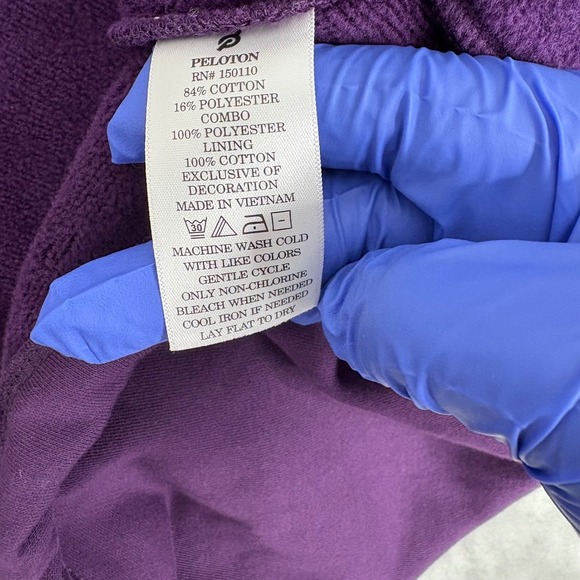 PELOTON
RN# 150110
84% COTTON
16% POLYESTER
COMBO
100% POLYESTER
LINING
100% COTTON
EXCLUSIVE OF
DECORATION
MADE IN VIETNAM
30
MACHINE WASH COLD
WITH LIKE COLORS
GENTLE CYCLE
ONLY NON-CHLORINE
BLEACH WHEN NEEDED
COOL IRON IF NEEDED
LAY FLAT TO DRY